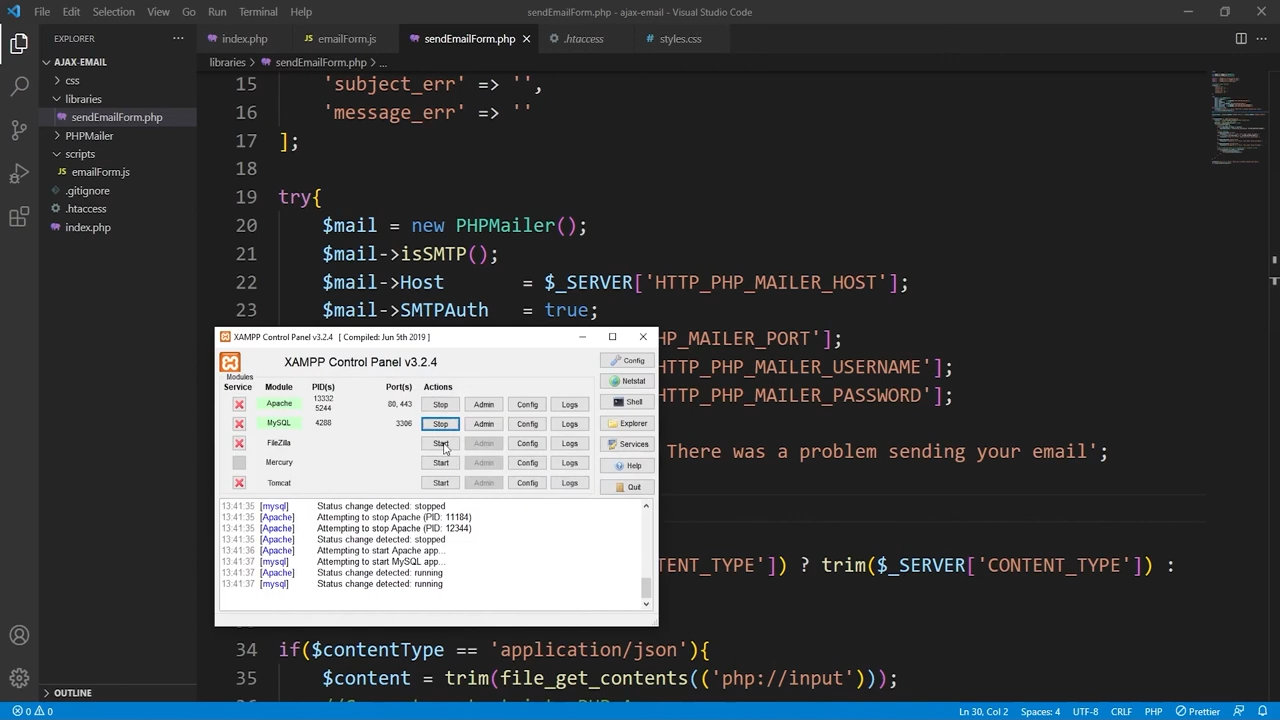 File Edit Selection View Go Run Terminal Help
sendEmailForm.php - ajax-email - Visual Studio Code
EXPLORER
index.php
emailForm.js
sendEmailForm.php
.htaccess
styles.css
libraries > sendEmailForm.php > ...
AJAX-EMAIL
css
libraries
sendEmailForm.php
PHPMailer
scripts
emailForm.js
.gitignore
.htaccess
index.php
OUTLINE
15 'subject_err' => '',
16 'message_err' => ''
17 ];
18
19 try{
20 $mail = new PHPMailer();
21 $mail->isSMTP();
22 $mail->Host = $_SERVER['HTTP_PHP_MAILER_HOST'];
23 $mail->SMTPAuth = true;
HP_MAILER_PORT'];
HP_MAILER_USERNAME'];
HP_MAILER_PASSWORD'];
There was a problem sending your email';
TENT_TYPE']) ? trim($_SERVER['CONTENT_TYPE']) :
34 if($contentType == 'application/json'){
35 $content = trim(file_get_contents(('php://input')));
XAMPP Control Panel v3.2.4 [ Compiled: Jun 5th 2019 ]
XAMPP Control Panel v3.2.4
Config
Modules
Service Module PID(s) Port(s) Actions
Netstat
Apache 13332 5244 80, 443 Stop Admin Config Logs
Shell
MySQL 4288 3306 Stop Admin Config Logs
Explorer
FileZilla Start Admin Config Logs
Services
Mercury Start Admin Config Logs
Help
Tomcat Start Admin Config Logs
Quit
13:41:35 [mysql] Status change detected: stopped
13:41:35 [Apache] Attempting to stop Apache (PID: 11184)
13:41:35 [Apache] Attempting to stop Apache (PID: 12344)
13:41:35 [Apache] Status change detected: stopped
13:41:36 [Apache] Attempting to start Apache app...
13:41:37 [mysql] Attempting to start MySQL app...
13:41:37 [Apache] Status change detected: running
13:41:37 [mysql] Status change detected: running
0 0
Ln 30, Col 2 Spaces: 4 UTF-8 CRLF PHP Prettier